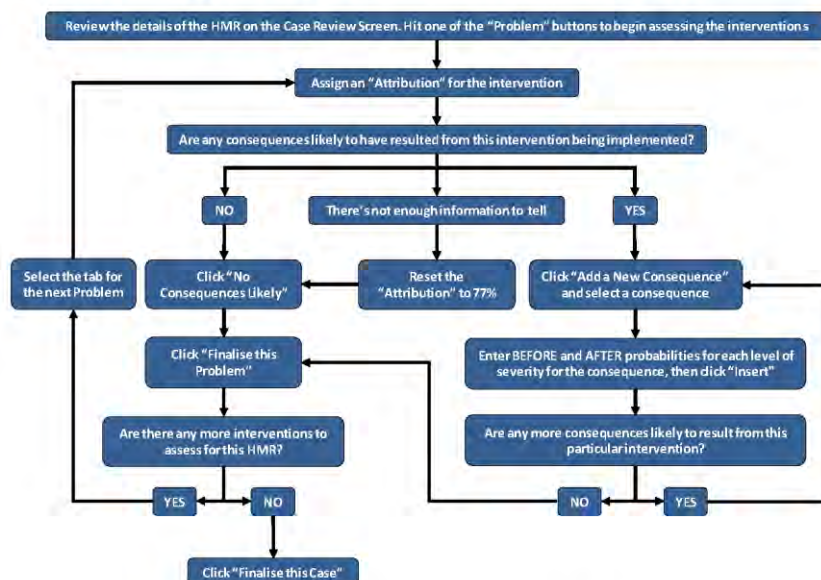 Review the details of the HMR on the Case Review Screen. Hit one of the "Problem" buttons to begin assessing the interventions
Assign an "Attribution" for the intervention
Are any consequences likely to have resulted from this intervention being implemented?
NO
There's not enough information to tell
YES
Select the tab for
the next Problem
Click "No
Consequences Likely"
Reset the
"Attribution" to 77%
Click "Add a New Consequence"
and select a consequence
Click "Finalise this
Problem"
Enter BEFORE and AFTER probabilities for each level of
severity for the consequence, then click "Insert"
Are there any more interventions to
assess for this HMR?
Are any more consequences likely to result from this
particular intervention?
YES
NO
NO
YES
Click "Finalise this Case"